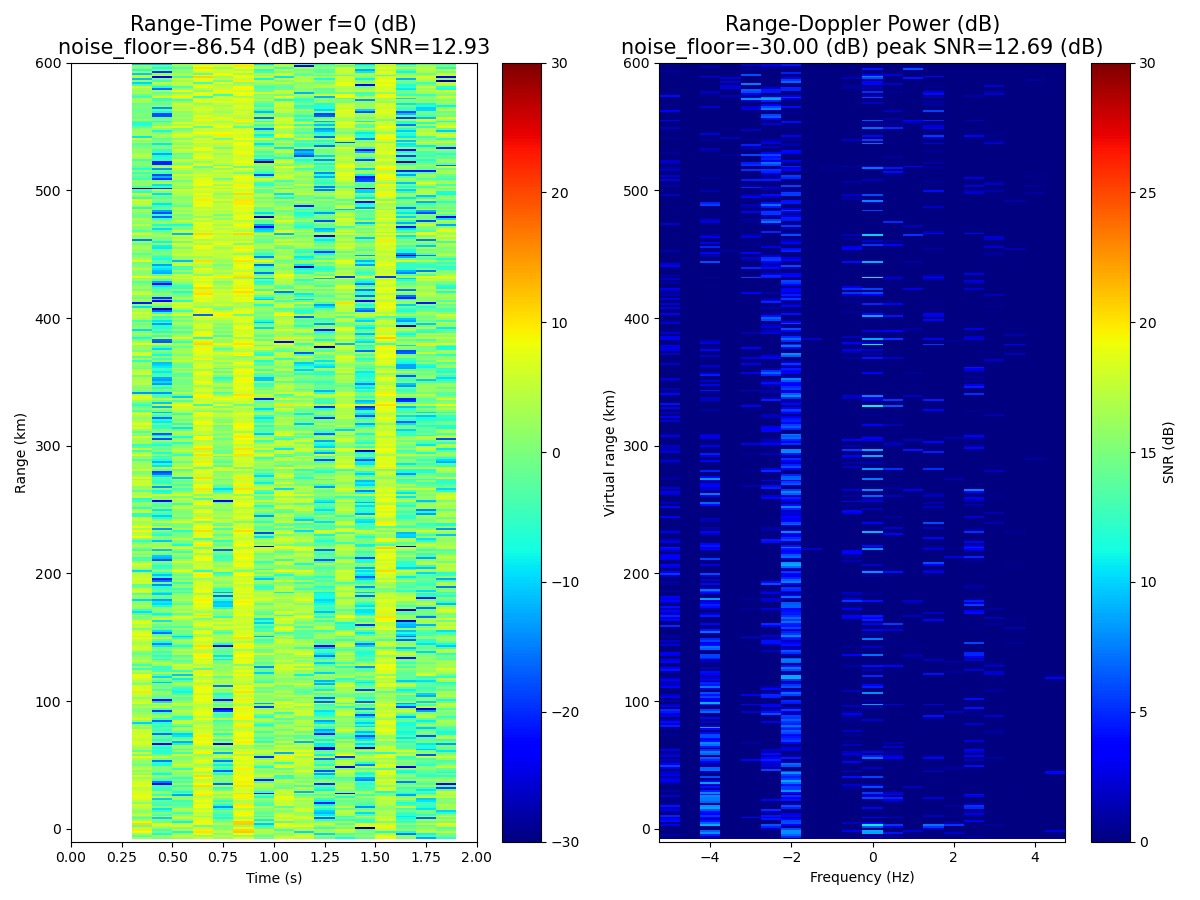 Range-Time Power f=0 (dB)
noise_floor=-86.54 (dB) peak SNR=12.93
600
500
400
300
200
100
0
Range (km)
0.00 0.25 0.50 0.75 1.00 1.25 1.50 1.75 2.00
Time (s)
30
20
10
0
−10
−20
−30
Range-Doppler Power (dB)
noise_floor=-30.00 (dB) peak SNR=12.69 (dB)
600
500
400
300
200
100
0
Virtual range (km)
−4 −2 0 2 4
Frequency (Hz)
30
25
20
15
10
5
0
SNR (dB)